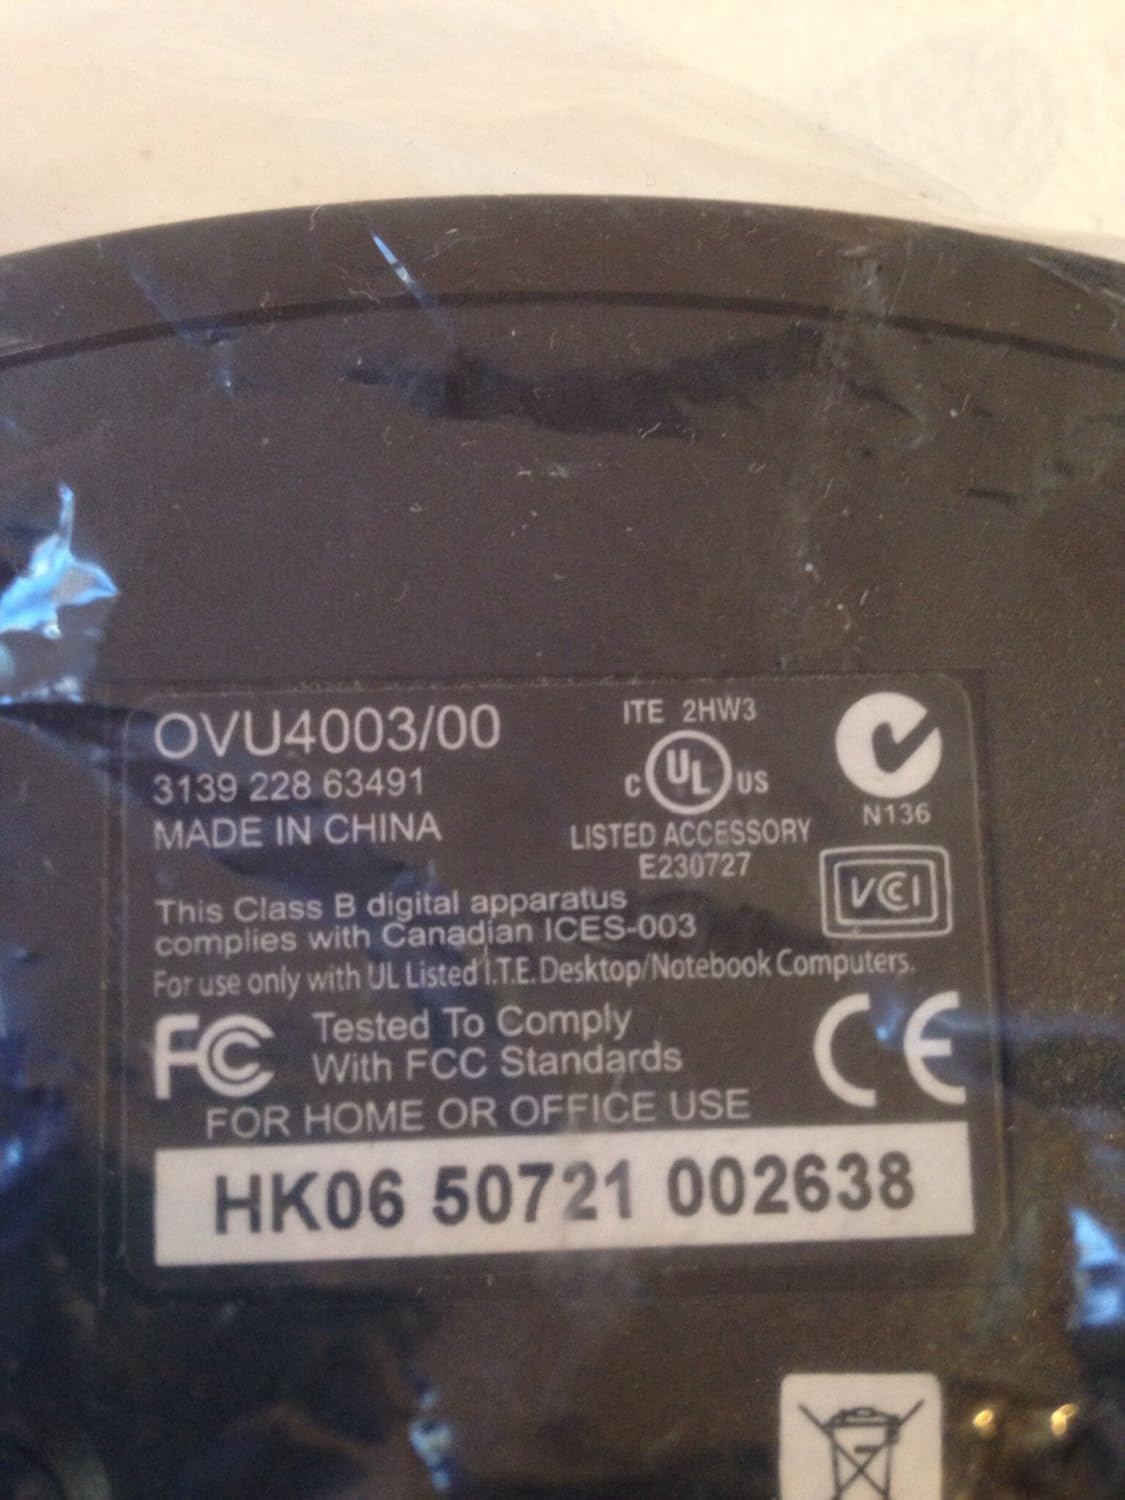 OVU4003/00
3139 228 63491
MADE IN CHINA
ITE 2HW3
C UL US
LISTED ACCESSORY
E230727
N136
VCI
This Class B digital apparatus
complies with Canadian ICES-003
For use only with UL Listed I.T.E. Desktop/Notebook Computers.
FC Tested To Comply
With FCC Standards
CE
FOR HOME OR OFFICE USE
HK06 50721 002638